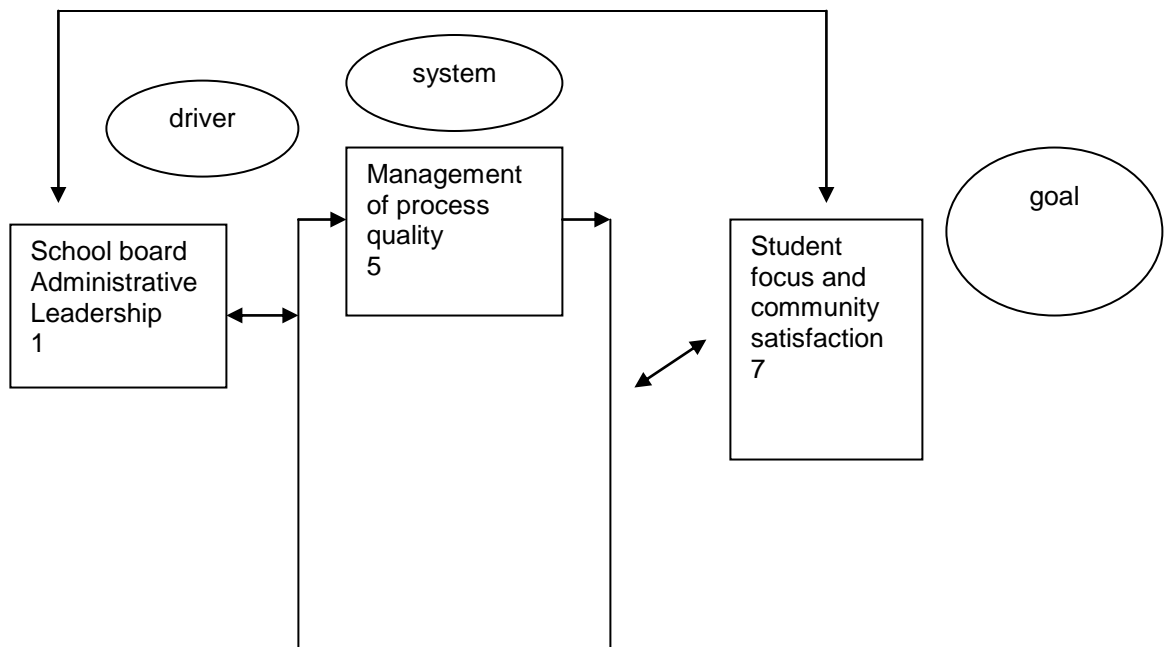 system
driver
Management
of process
quality
5
goal
School board
Administrative
Leadership
1
Student
focus and
community
satisfaction
7